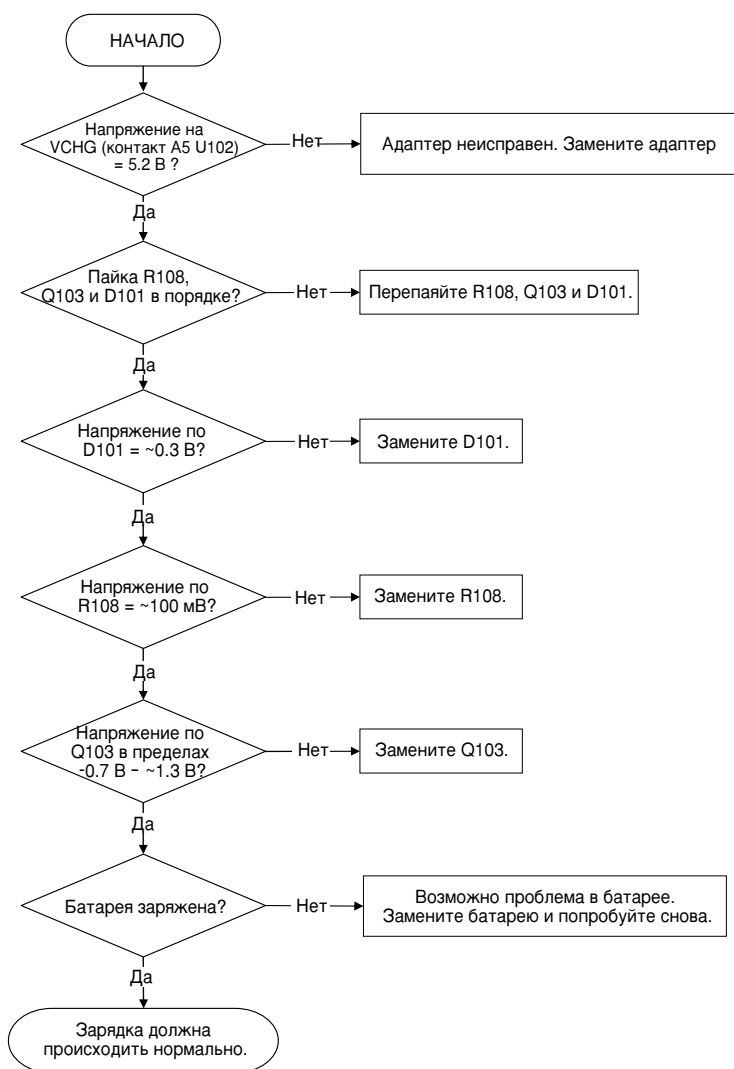 НАЧАЛО
Напряжение на
VCHG (контакт A5 U102)
= 5.2 В ?
Нет
Адаптер неисправен. Замените адаптер
Да
Пайка R108,
Q103 и D101 в порядке?
Нет
Перепаяйте R108, Q103 и D101.
Да
Напряжение по
D101 = ~0.3 В?
Нет
Замените D101.
Да
Напряжение по
R108 = ~100 мВ?
Нет
Замените R108.
Да
Напряжение по
Q103 в пределах
-0.7 В - ~1.3 В?
Нет
Замените Q103.
Да
Батарея заряжена?
Нет
Возможно проблема в батарее.
Замените батарею и попробуйте снова.
Да
Зарядка должна
происходить нормально.